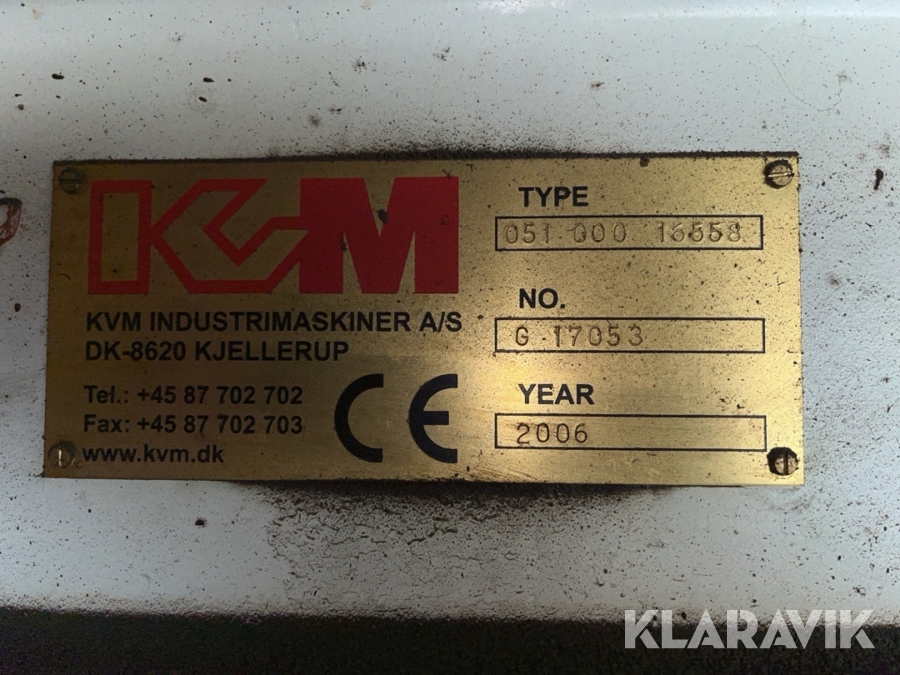 KVM
KVM INDUSTRIMASKINER A/S
DK-8620 KJELLERUP
Tel.: +45 87 702 702
Fax: +45 87 702 703
www.kvm.dk
CE
TYPE
051 000
NO.
G 17053
YEAR
2006
KLARAVIK